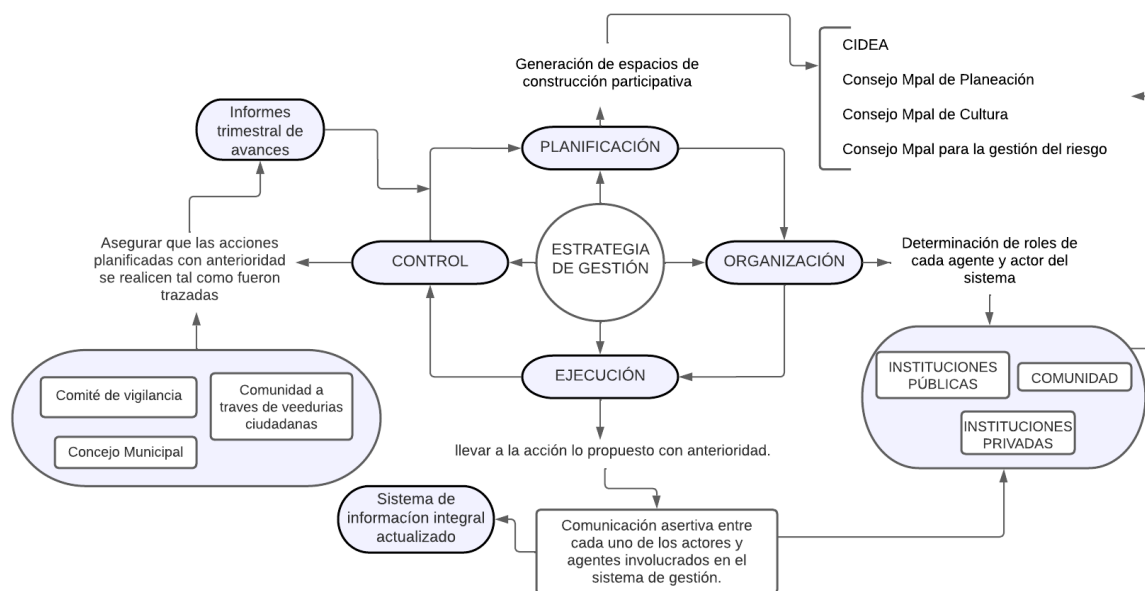 Generación de espacios de
construcción participativa
CIDEA
Consejo Mpal de Planeación
Consejo Mpal de Cultura
Consejo Mpal para la gestión del riesgo
Informes
trimestral de
avances
PLANIFICACIÓN
Asegurar que las acciones
planificadas con anterioridad
se realicen tal como fueron
trazadas
CONTROL
ESTRATEGIA
DE GESTIÓN
ORGANIZACIÓN
Determinación de roles de
cada agente y actor del
sistema
EJECUCIÓN
Comité de vigilancia
Comunidad a
traves de veedurias
ciudadanas
Concejo Municipal
INSTITUCIONES
PÚBLICAS
COMUNIDAD
INSTITUCIONES
PRIVADAS
llevar a la acción lo propuesto con anterioridad.
Sistema de
informacíon integral
actualizado
Comunicación asertiva entre
cada uno de los actores y
agentes involucrados en el
sistema de gestión.